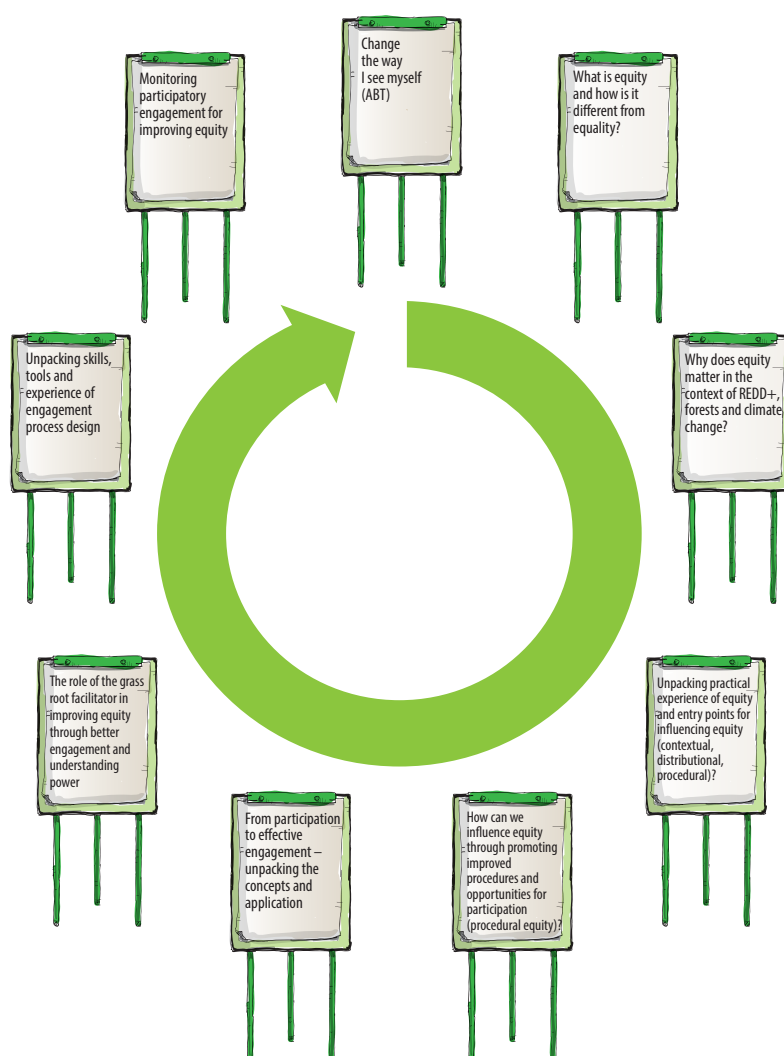 Change
the way
I see myself
(ABT)
What is equity
and how is it
different from
equality?
Why does equity
matter in the
context of REDD+,
forests and climate
change?
Unpacking practical
experience of equity
and entry points for
influencing equity
(contextual,
distributional,
procedural)?
How can we
influence equity
through promoting
improved
procedures and
opportunities for
participation
(procedural equity)?
From participation
to effective
engagement –
unpacking the
concepts and
application
The role of the grass
root facilitator in
improving equity
through better
engagement and
understanding
power
Unpacking skills,
tools and
experience of
engagement
process design
Monitoring
participatory
engagement for
improving equity